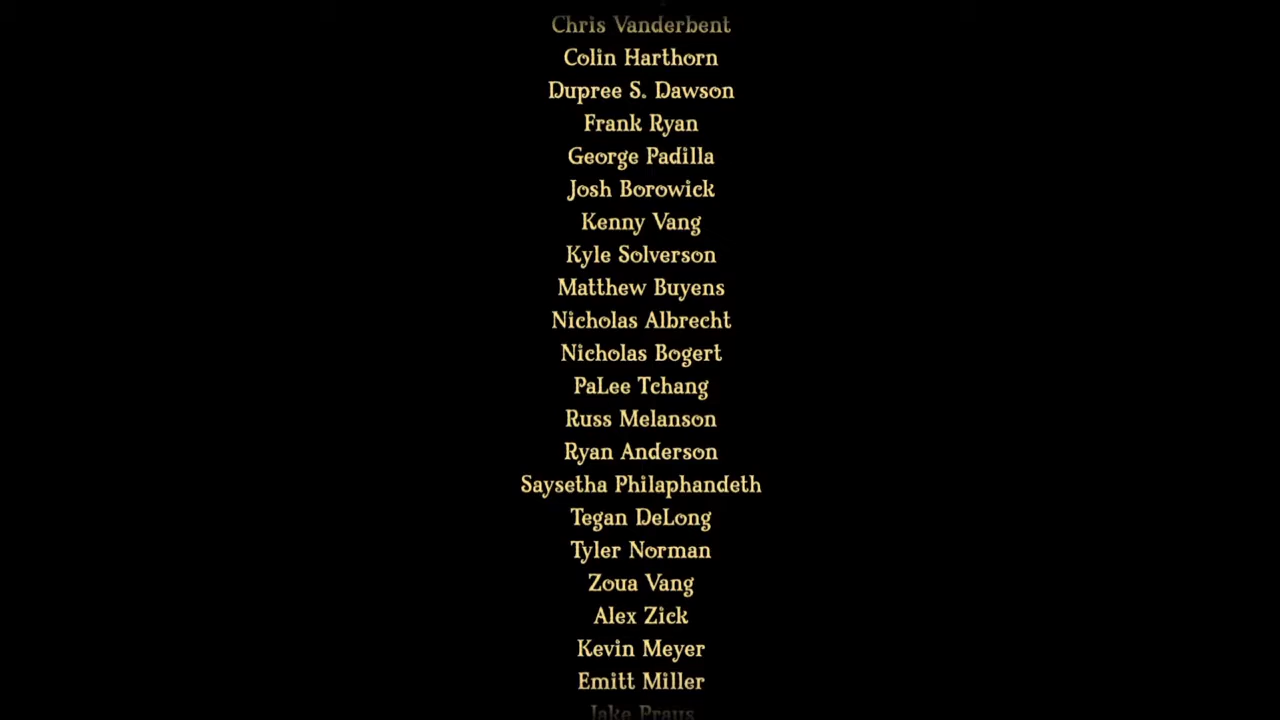 Chris Vanderbent
Colin Harthorn
Dupree S. Dawson
Frank Ryan
George Padilla
Josh Borowick
Kenny Vang
Kyle Solverson
Matthew Buyens
Nicholas Albrecht
Nicholas Bogert
PaLee Tchang
Russ Melanson
Ryan Anderson
Saysetha Philaphandeth
Tegan DeLong
Tyler Norman
Zoua Vang
Alex Zick
Kevin Meyer
Emitt Miller
Jake Praus